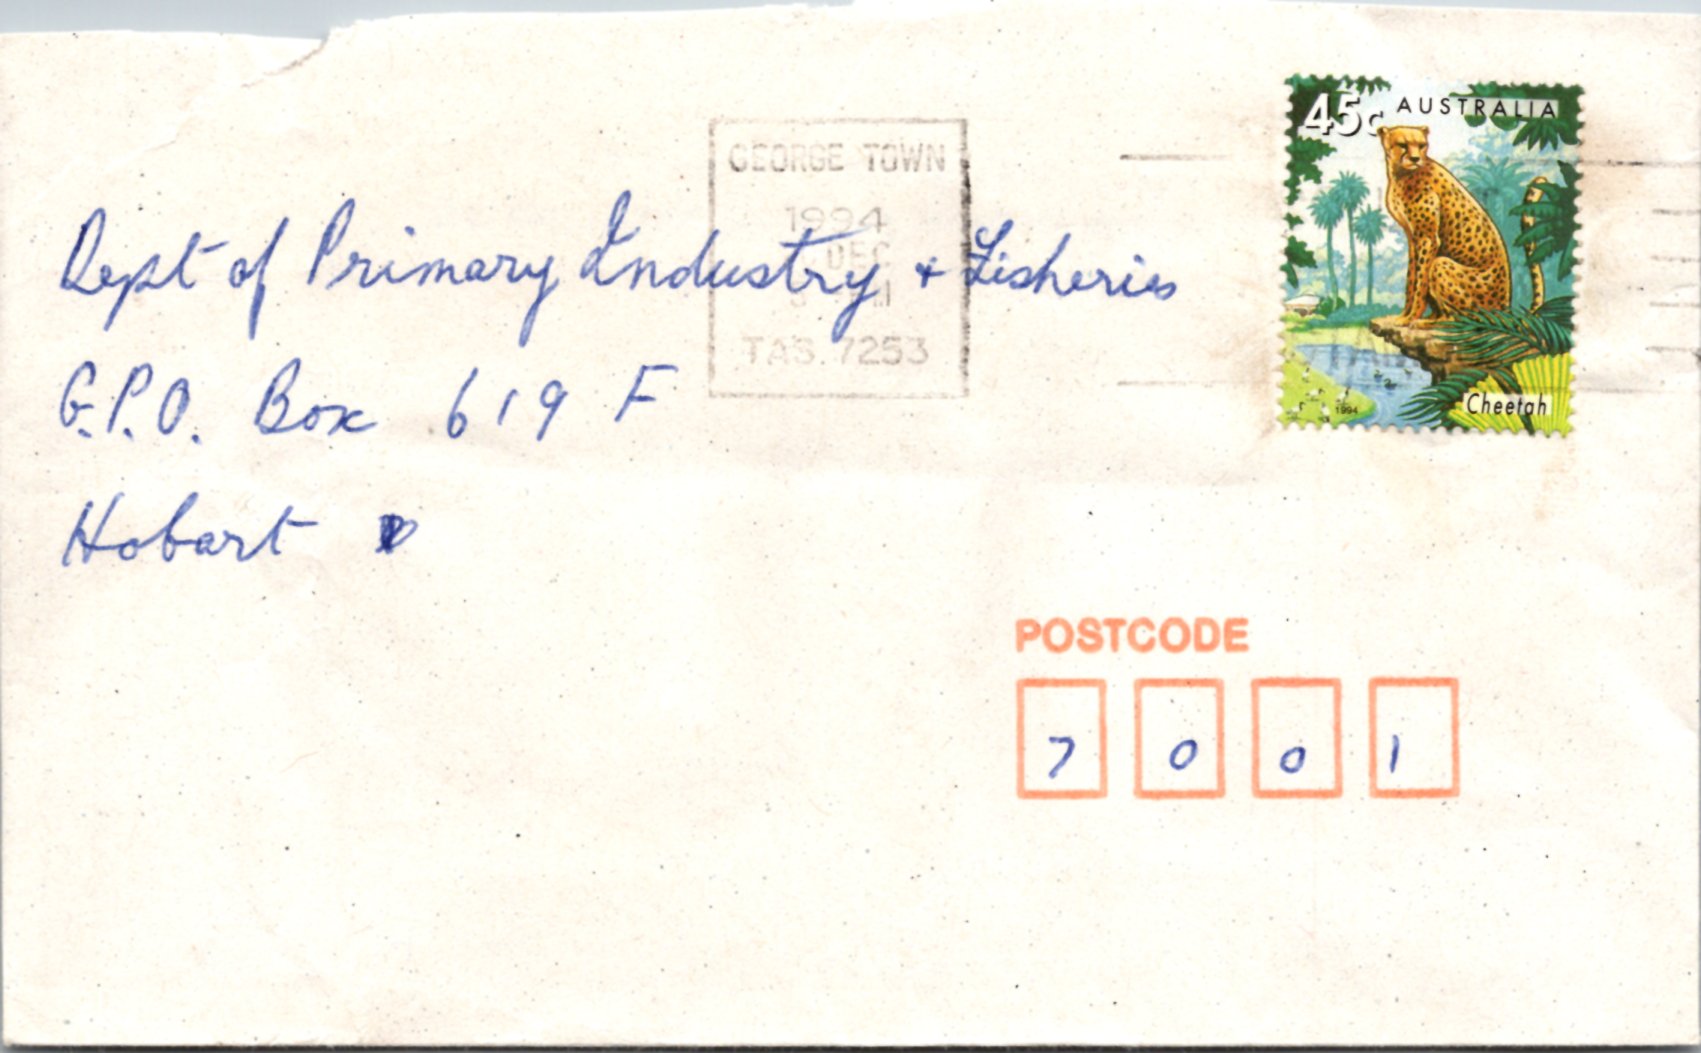 45c AUSTRALIA
GEORGE TOWN
1994
DEC
TAS. 7253
Dept of Primary Industry + Fisheries
G.P.O. Box 619 F
Hobart
1994
Cheetah
POSTCODE
7 0 0 1